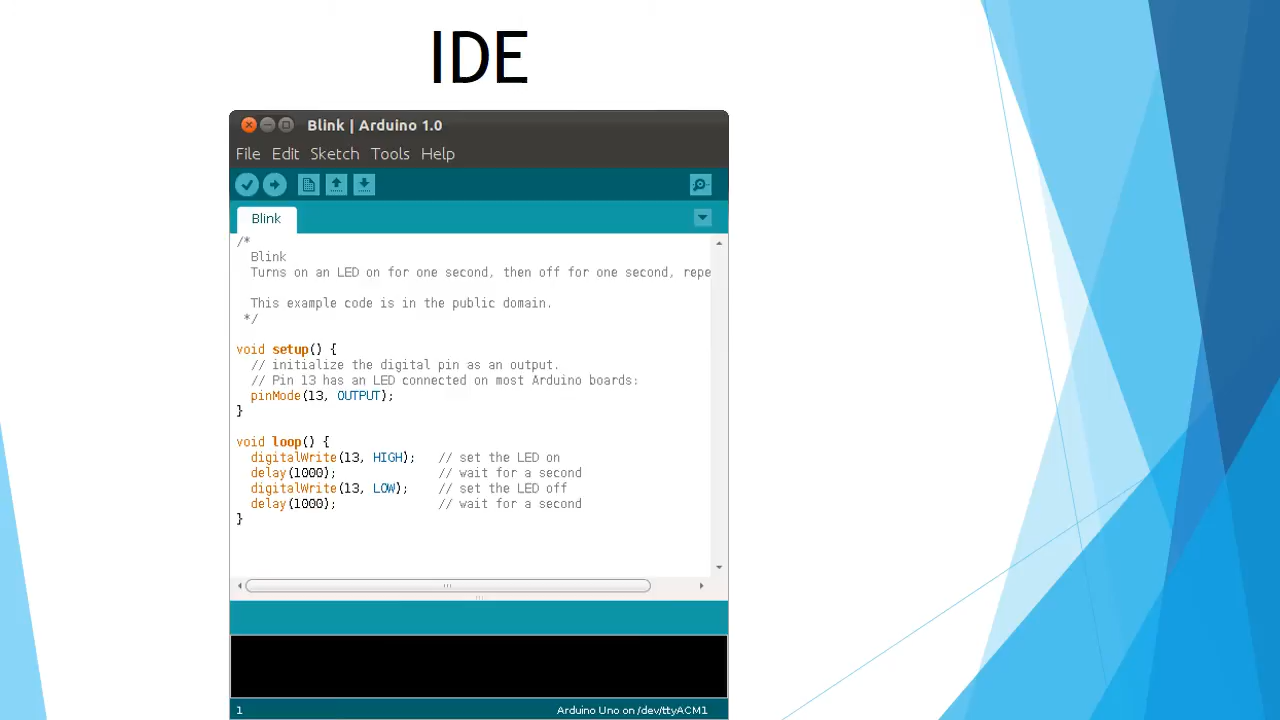 IDE
Blink | Arduino 1.0
File Edit Sketch Tools Help
Blink
/*
Blink
Turns on an LED on for one second, then off for one second, repe
This example code is in the public domain.
*/
void setup() {
// initialize the digital pin as an output.
// Pin 13 has an LED connected on most Arduino boards:
pinMode(13, OUTPUT);
}
void loop() {
digitalWrite(13, HIGH); // set the LED on
delay(1000); // wait for a second
digitalWrite(13, LOW); // set the LED off
delay(1000); // wait for a second
}
1 Arduino Uno on /dev/ttyACM1